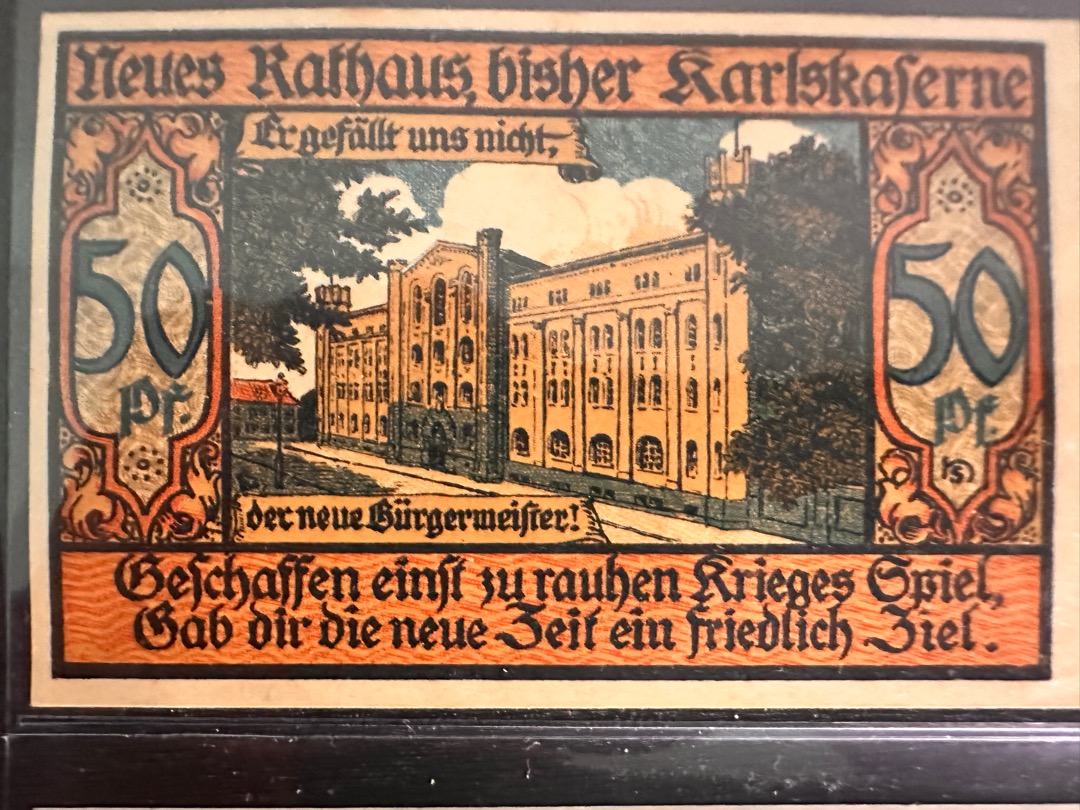 Neues Rathaus, bisher Karlskaserne
Er gefällt uns nicht,
50
Pf.
50
Pf.
der neue Bürgermeister!
Geschaffen einst zu rauhen Krieges Spiel,
Gab dir die neue Zeit ein friedlich Ziel.